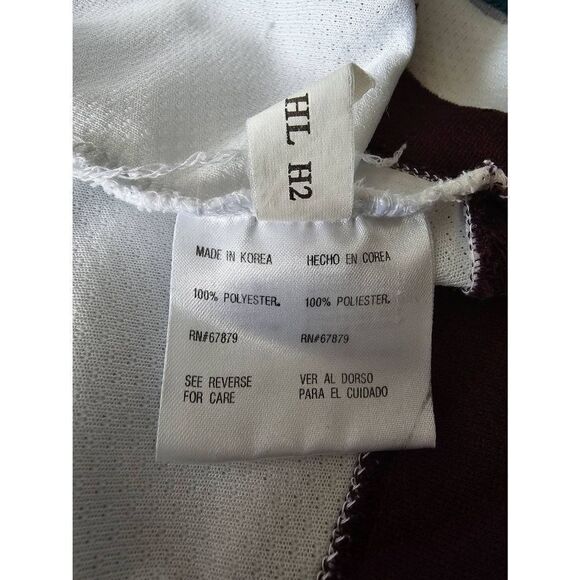 HL H2
MADE IN KOREA HECHO EN COREA
100% POLYESTER. 100% POLIESTER.
RN#67879 RN#67879
SEE REVERSE VER AL DORSO
FOR CARE PARA EL CUIDADO